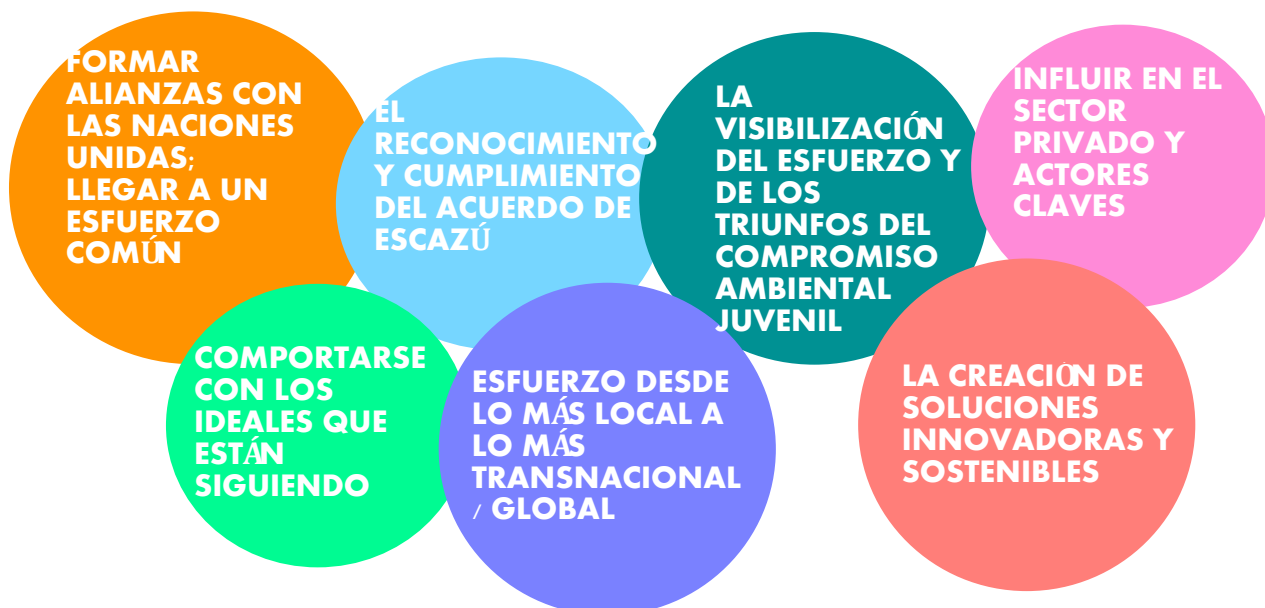 FORMAR
ALIANZAS CON
LAS NACIONES
UNIDAS;
LLEGAR A UN
ESFUERZO
COMÚN
EL
RECONOCIMIENTO
Y CUMPLIMIENTO
DEL ACUERDO DE
ESCAZÚ
LA
VISIBILIZACIÓN
DEL ESFUERZO Y
DE LOS
TRIUNFOS DEL
COMPROMISO
AMBIENTAL
JUVENIL
INFLUIR EN EL
SECTOR
PRIVADO Y
ACTORES
CLAVES
COMPORTARSE
CON LOS
IDEALES QUE
ESTÁN
SIGUIENDO
ESFUERZO DESDE
LO MÁS LOCAL A
LO MÁS
TRANSNACIONAL
/ GLOBAL
LA CREACIÒN DE
SOLUCIONES
INNOVADORAS Y
SOSTENIBLES